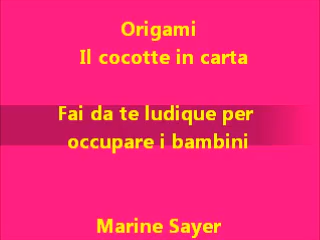 Origami
Il cocotte in carta
Fai da te ludique per
occupare i bambini
Marine Sayer